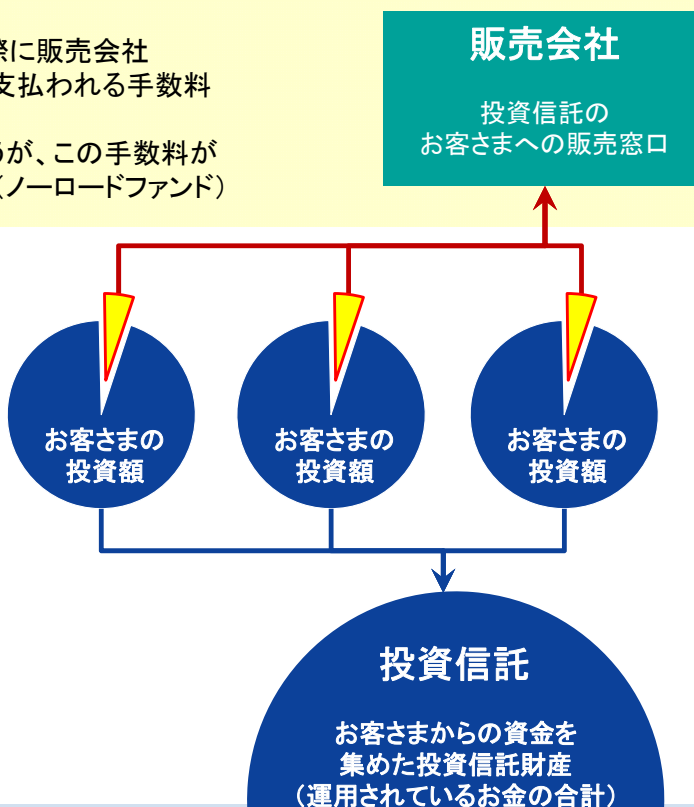 際に販売会社
支払われる手数料
が、この手数料が
(ノーロードファンド)
販売会社
投資信託の
お客さまへの販売窓口
お客さまの
投資額
お客さまの
投資額
お客さまの
投資額
投資信託
お客さまからの資金を
集めた投資信託財産
(運用されているお金の合計)